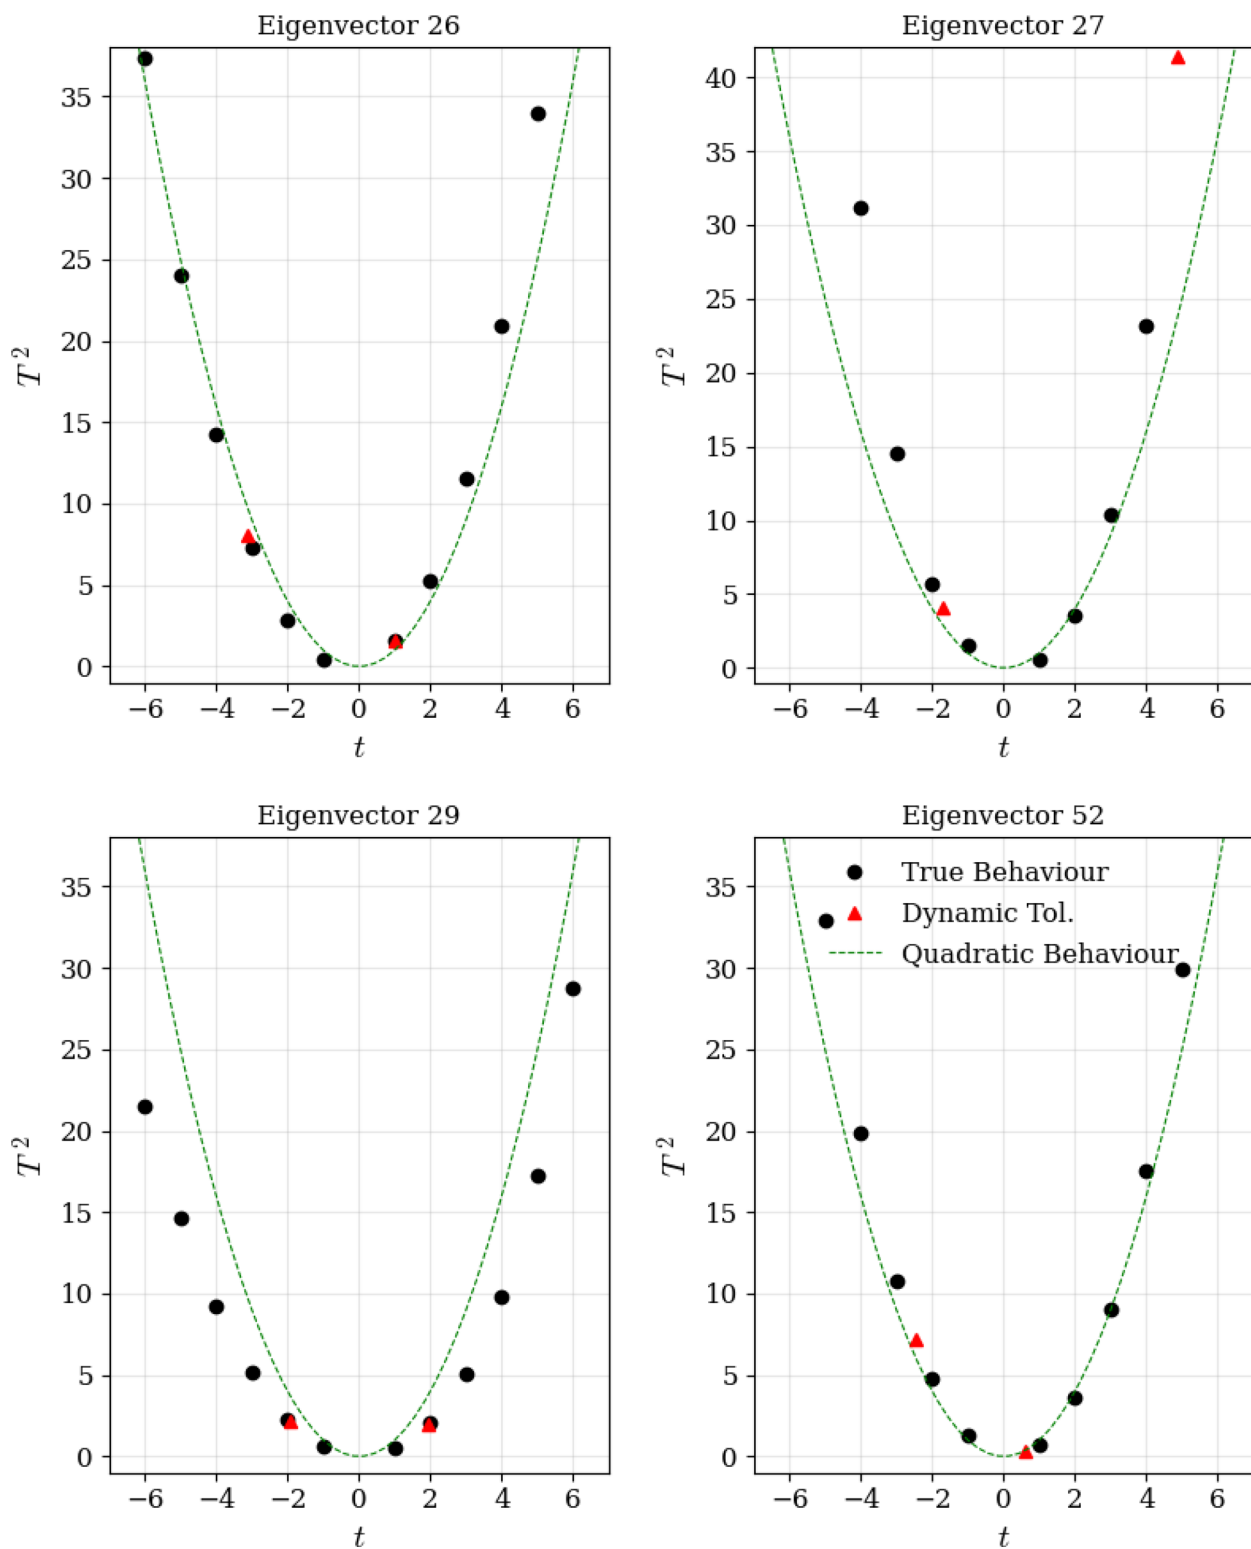 Eigenvector 26
35
30
25
20
15
10
5
0
T²
−6 −4 −2 0 2 4 6
t
Eigenvector 27
40
35
30
25
20
15
10
5
0
T²
−6 −4 −2 0 2 4 6
t
Eigenvector 29
35
30
25
20
15
10
5
0
T²
−6 −4 −2 0 2 4 6
t
Eigenvector 52
True Behaviour
Dynamic Tol.
Quadratic Behaviour
35
30
25
20
15
10
5
0
T²
−6 −4 −2 0 2 4 6
t